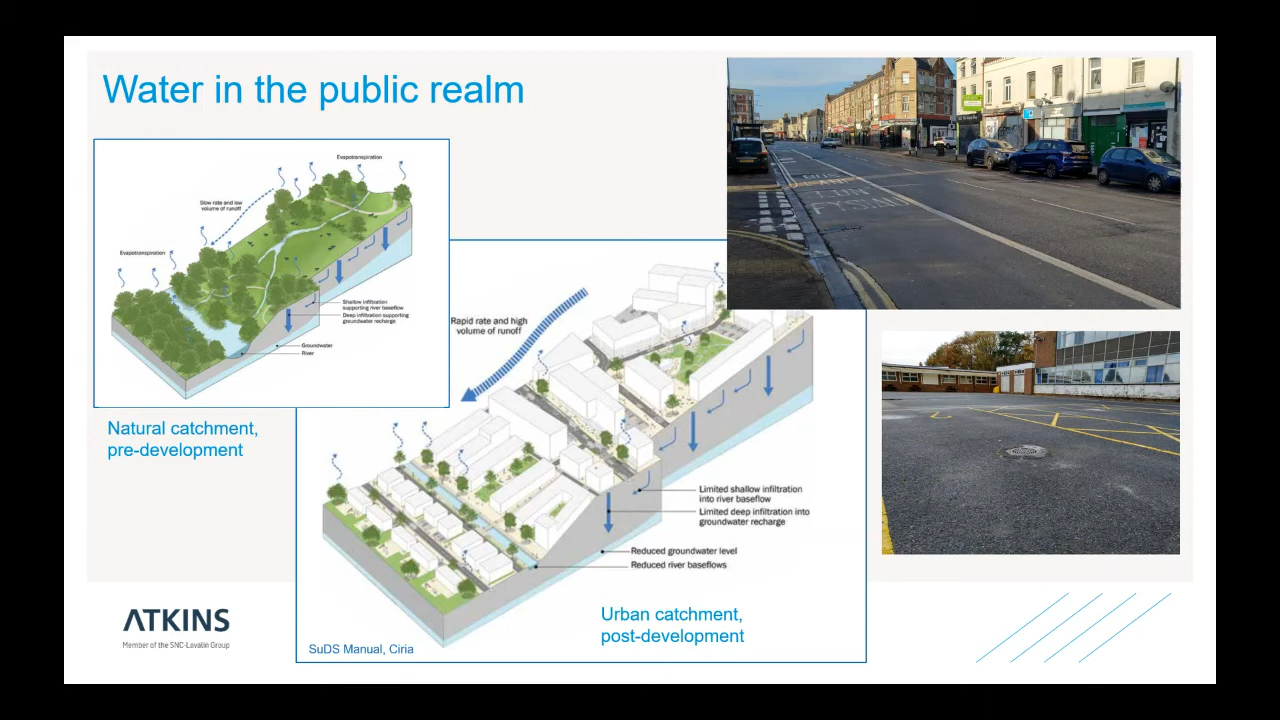 Water in the public realm
Evapotranspiration
Slow rate and low
volume of runoff
Evapotranspiration
Shallow infiltration
supporting river baseflow
Deep infiltration supporting
groundwater recharge
Groundwater
River
Natural catchment,
pre-development
Rapid rate and high
volume of runoff
Limited shallow infiltration
into river baseflow
Limited deep infiltration into
groundwater recharge
Reduced groundwater level
Reduced river baseflows
Urban catchment,
post-development
SuDS Manual, Ciria
ATKINS
Member of the SNC-Lavalin Group